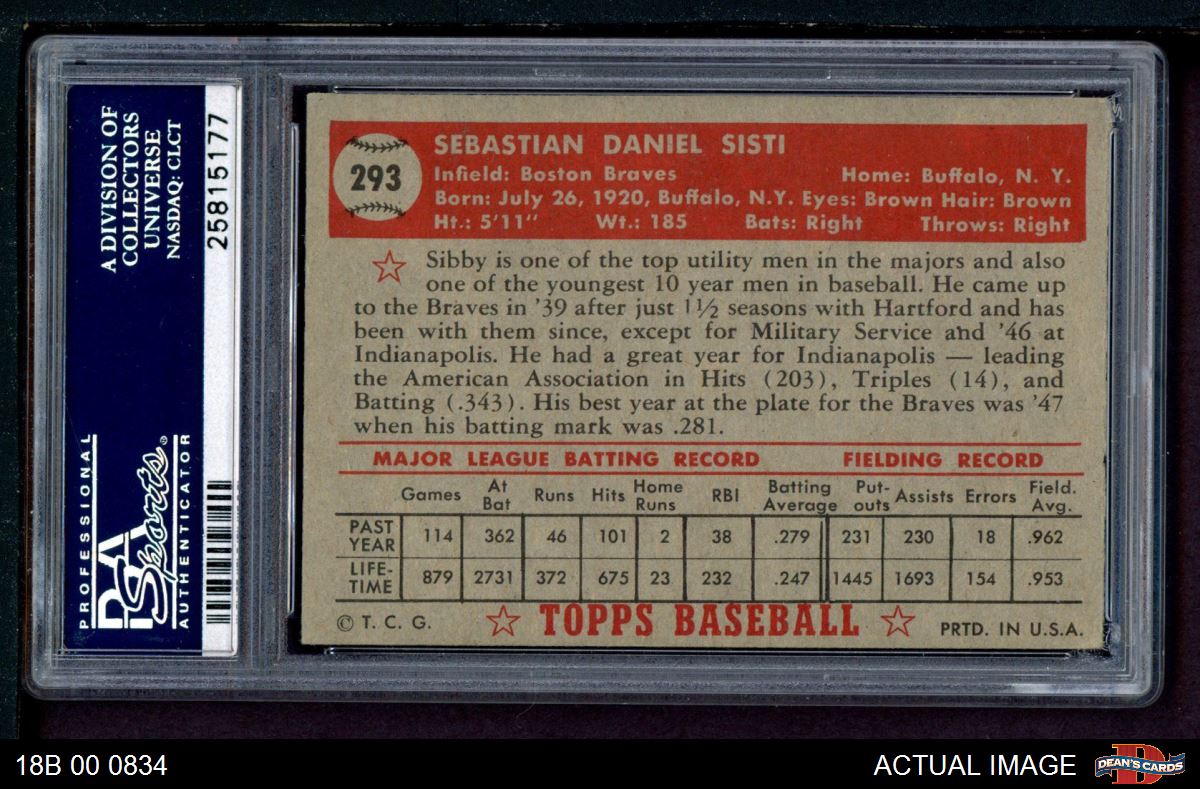 A DIVISION OF
COLLECTORS
UNIVERSE
NASDAQ: CLCT
25815177
PROFESSIONAL
PSA
Sports®
AUTHENTICATOR
293
SEBASTIAN DANIEL SISTI
Infield: Boston Braves Home: Buffalo, N. Y.
Born: July 26, 1920, Buffalo, N.Y. Eyes: Brown Hair: Brown
Ht.: 5'11" Wt.: 185 Bats: Right Throws: Right
Sibby is one of the top utility men in the majors and also
one of the youngest 10 year men in baseball. He came up
to the Braves in '39 after just 1½ seasons with Hartford and has
been with them since, except for Military Service and '46 at
Indianapolis. He had a great year for Indianapolis — leading
the American Association in Hits (203), Triples (14), and
Batting (.343). His best year at the plate for the Braves was '47
when his batting mark was .281.
MAJOR LEAGUE BATTING RECORD FIELDING RECORD
Games At Bat Runs Hits Home Runs RBI Batting Average Put-outs Assists Errors Field. Avg.
PAST YEAR 114 362 46 101 2 38 .279 231 230 18 .962
LIFE-TIME 879 2731 372 675 23 232 .247 1445 1693 154 .953
© T. C. G. TOPPS BASEBALL PRTD. IN U.S.A.
18B 00 0834 ACTUAL IMAGE
D
DEAN'S CARDS